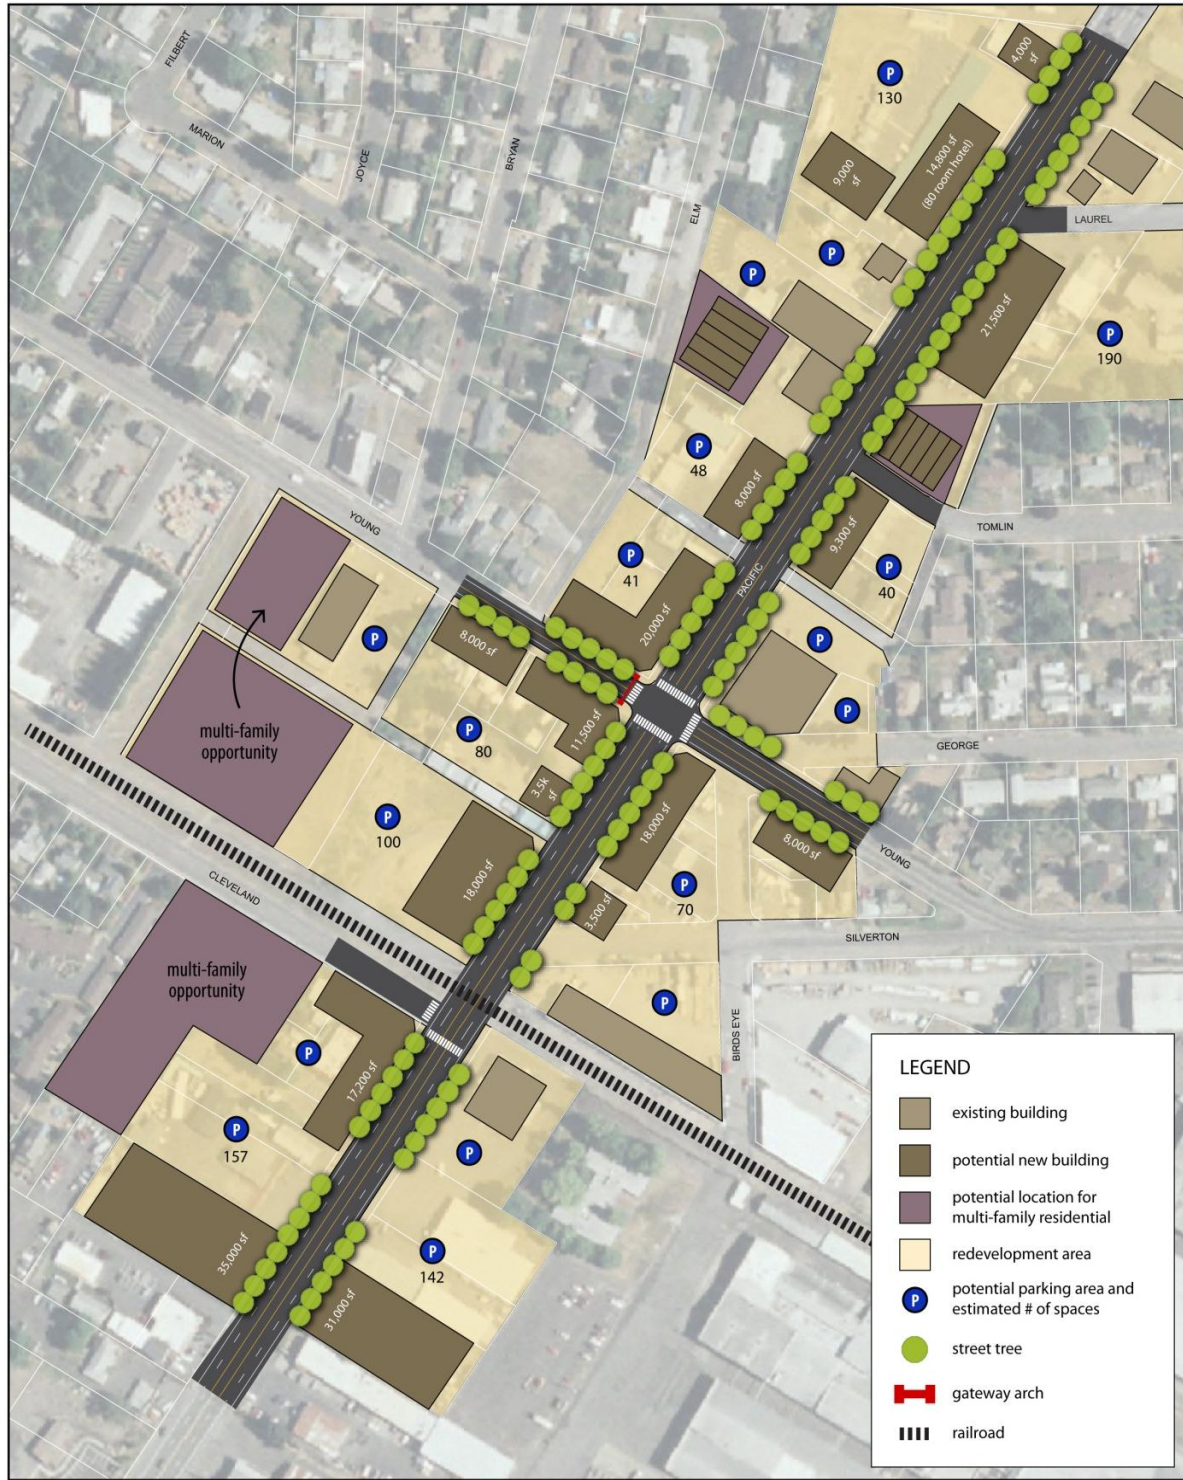 FILBERT
MARION
JOYCE
BRYAN
ELM
4,000
sf
P
130
14,800 sf
(80 room hotel)
9,000
sf
LAUREL
P
P
21,500 sf
P
190
P
48
8,000 sf
TOMLIN
YOUNG
9,300 sf
P
41
PACIFIC
P
40
20,000 sf
8,000 sf
P
P
P
multi-family
opportunity
11,500 sf
P
80
GEORGE
3.5k
sf
P
100
18,000 sf
8,000 sf
YOUNG
18,000 sf
P
70
CLEVELAND
3,500 sf
SILVERTON
multi-family
opportunity
P
BIRDS EYE
P
17,200 sf
P
157
P
35,000 sf
P
142
31,000 sf
LEGEND
existing building
potential new building
potential location for
multi-family residential
redevelopment area
P
potential parking area and
estimated # of spaces
street tree
gateway arch
railroad